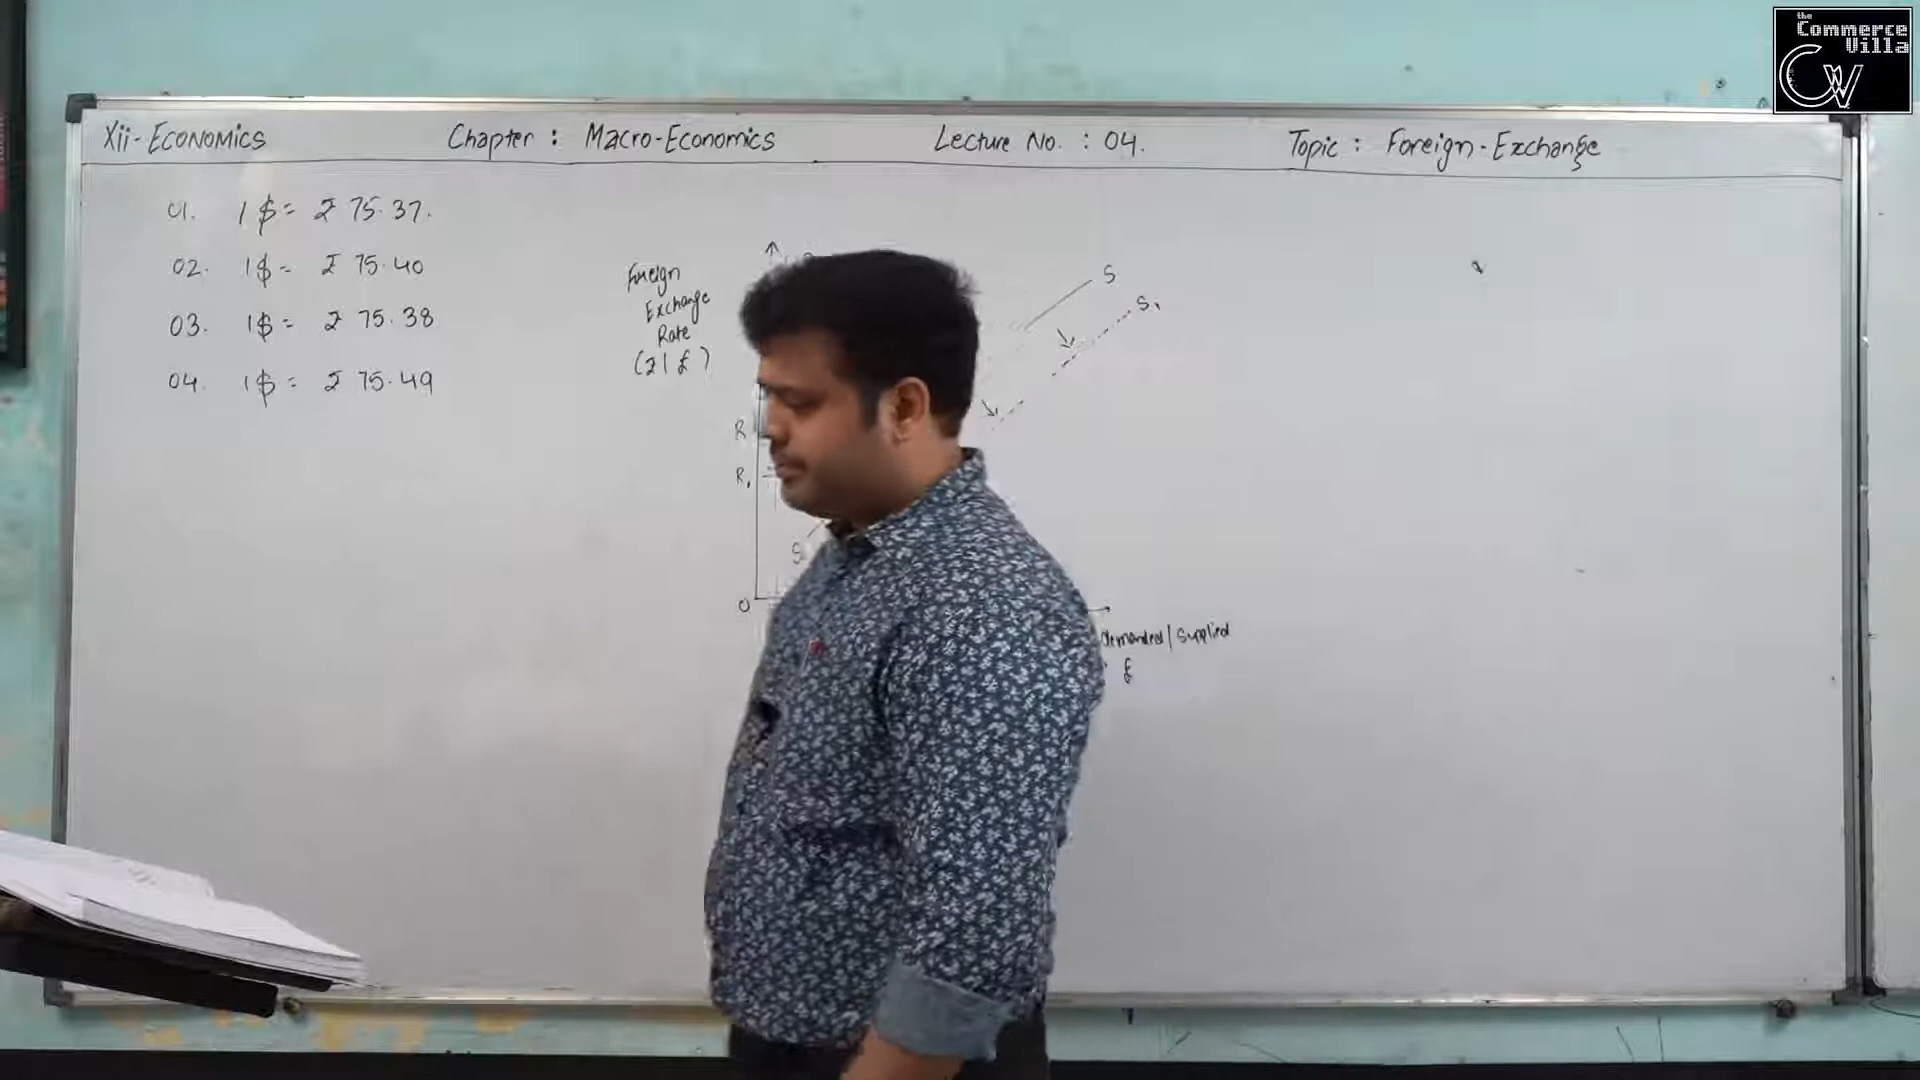 the
Commerce
Villa
CW
Xii-ECONOMICS Chapter : Macro-Economics Lecture No. : 04. Topic : Foreign-Exchange
01. 1$ = ₹ 75.37.
02. 1$ = ₹ 75.40
03. 1$ = ₹ 75.38
04. 1$ = ₹ 75.49
Foreign
Exchange
Rate
(₹/£)
S
S₁
R
R₁
S
O
demanded/supplied
£